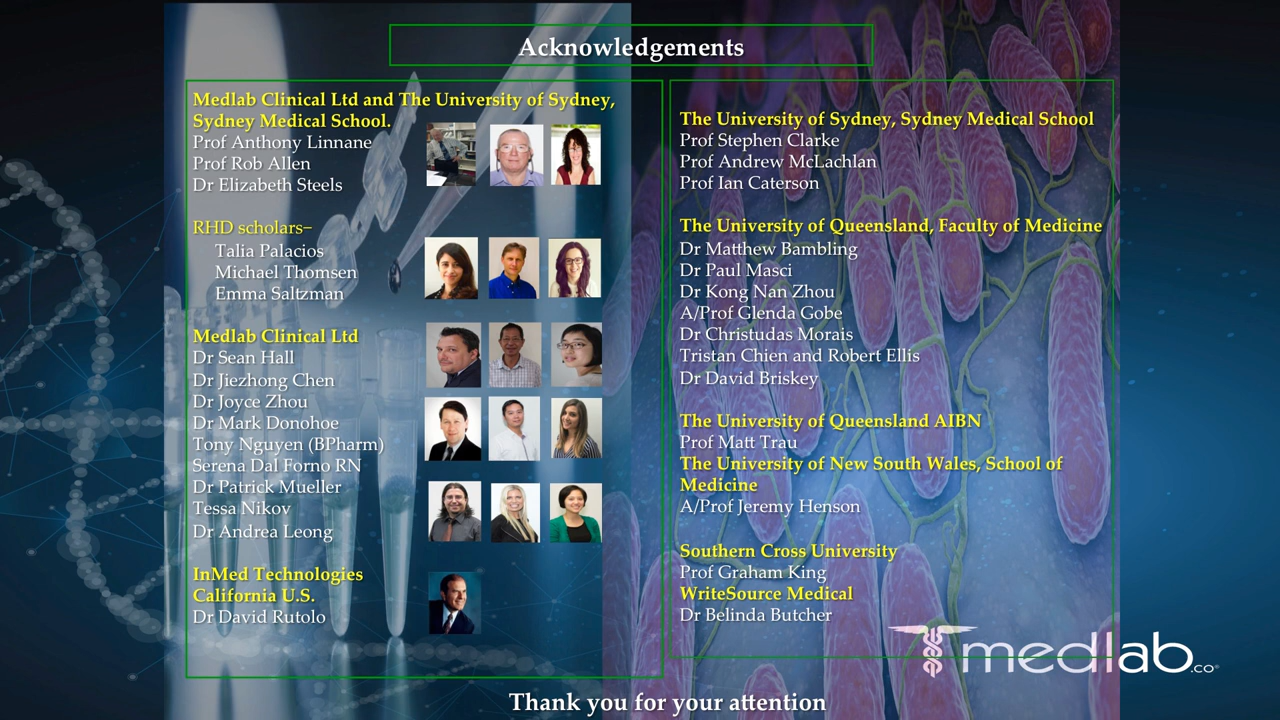 Acknowledgements
Medlab Clinical Ltd and The University of Sydney,
Sydney Medical School.
Prof Anthony Linnane
Prof Rob Allen
Dr Elizabeth Steels
RHD scholars–
Talia Palacios
Michael Thomsen
Emma Saltzman
Medlab Clinical Ltd
Dr Sean Hall
Dr Jiezhong Chen
Dr Joyce Zhou
Dr Mark Donohoe
Tony Nguyen (BPharm)
Serena Dal Forno RN
Dr Patrick Mueller
Tessa Nikov
Dr Andrea Leong
InMed Technologies
California U.S.
Dr David Rutolo
The University of Sydney, Sydney Medical School
Prof Stephen Clarke
Prof Andrew McLachlan
Prof Ian Caterson
The University of Queensland, Faculty of Medicine
Dr Matthew Bambling
Dr Paul Masci
Dr Kong Nan Zhou
A/Prof Glenda Gobe
Dr Christudas Morais
Tristan Chien and Robert Ellis
Dr David Briskey
The University of Queensland AIBN
Prof Matt Trau
The University of New South Wales, School of
Medicine
A/Prof Jeremy Henson
Southern Cross University
Prof Graham King
WriteSource Medical
Dr Belinda Butcher
medlab.co®
Thank you for your attention